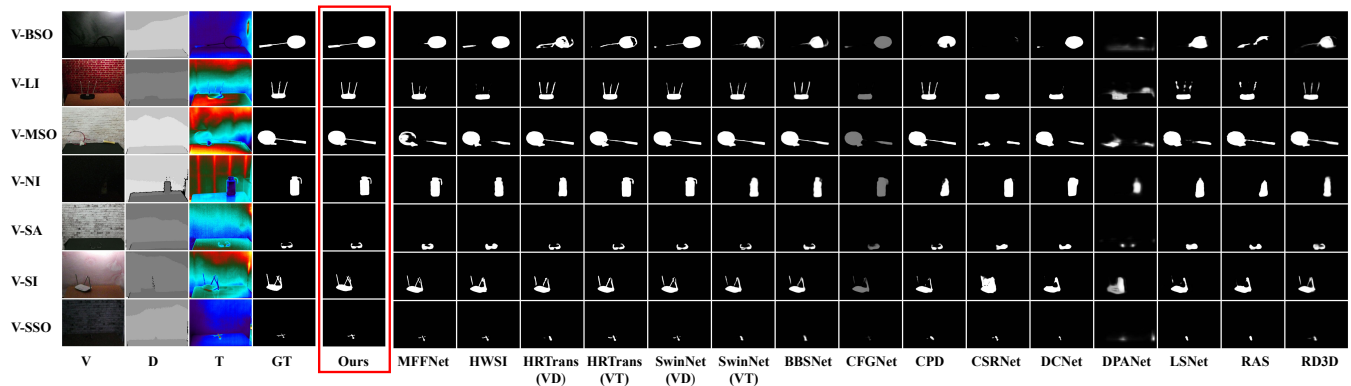 V-BSO
V-LI
V-MSO
V-NI
V-SA
V-SI
V-SSO
V D T GT Ours MFFNet HWSI HRTrans HRTrans SwinNet SwinNet BBSNet CFGNet CPD CSRNet DCNet DPANet LSNet RAS RD3D
(VD) (VT) (VD) (VT)